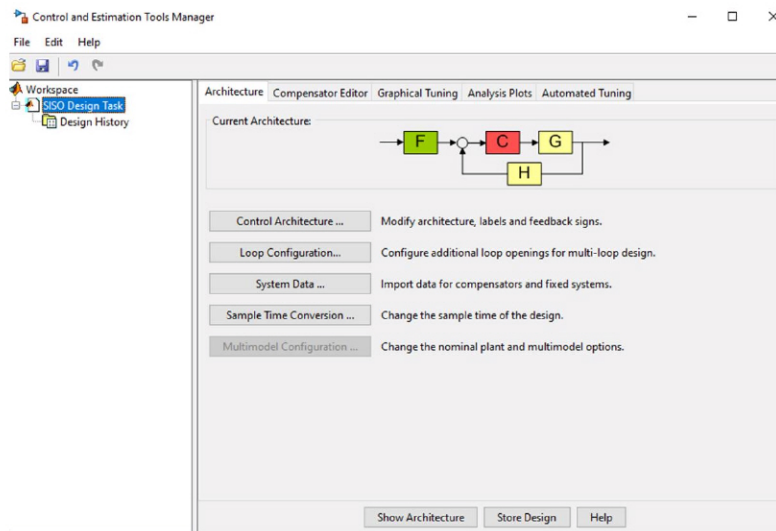 Control and Estimation Tools Manager
File Edit Help
Workspace
SISO Design Task
Design History
Architecture Compensator Editor Graphical Tuning Analysis Plots Automated Tuning
Current Architecture:
F C G
H
Control Architecture ... Modify architecture, labels and feedback signs.
Loop Configuration... Configure additional loop openings for multi-loop design.
System Data ... Import data for compensators and fixed systems.
Sample Time Conversion ... Change the sample time of the design.
Multimodel Configuration ... Change the nominal plant and multimodel options.
Show Architecture Store Design Help